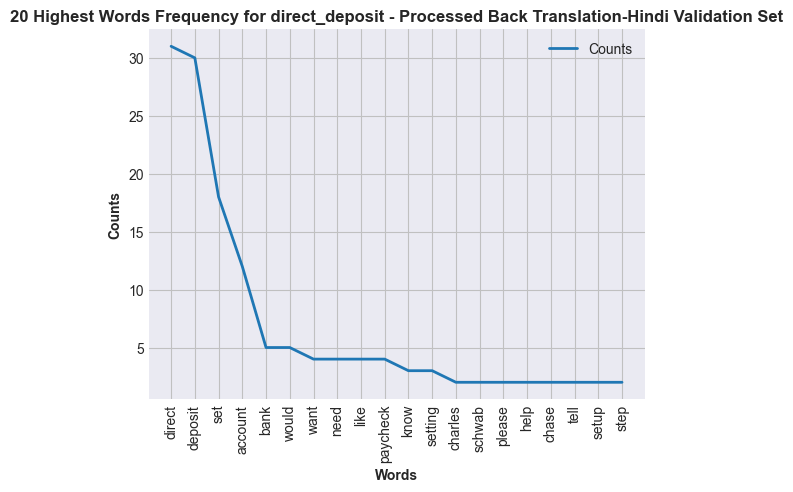 20 Highest Words Frequency for direct_deposit - Processed Back Translation-Hindi Validation Set
Counts
30
25
20
15
10
5
Counts
direct
deposit
set
account
bank
would
want
need
like
paycheck
know
setting
charles
schwab
please
help
chase
tell
setup
step
Words